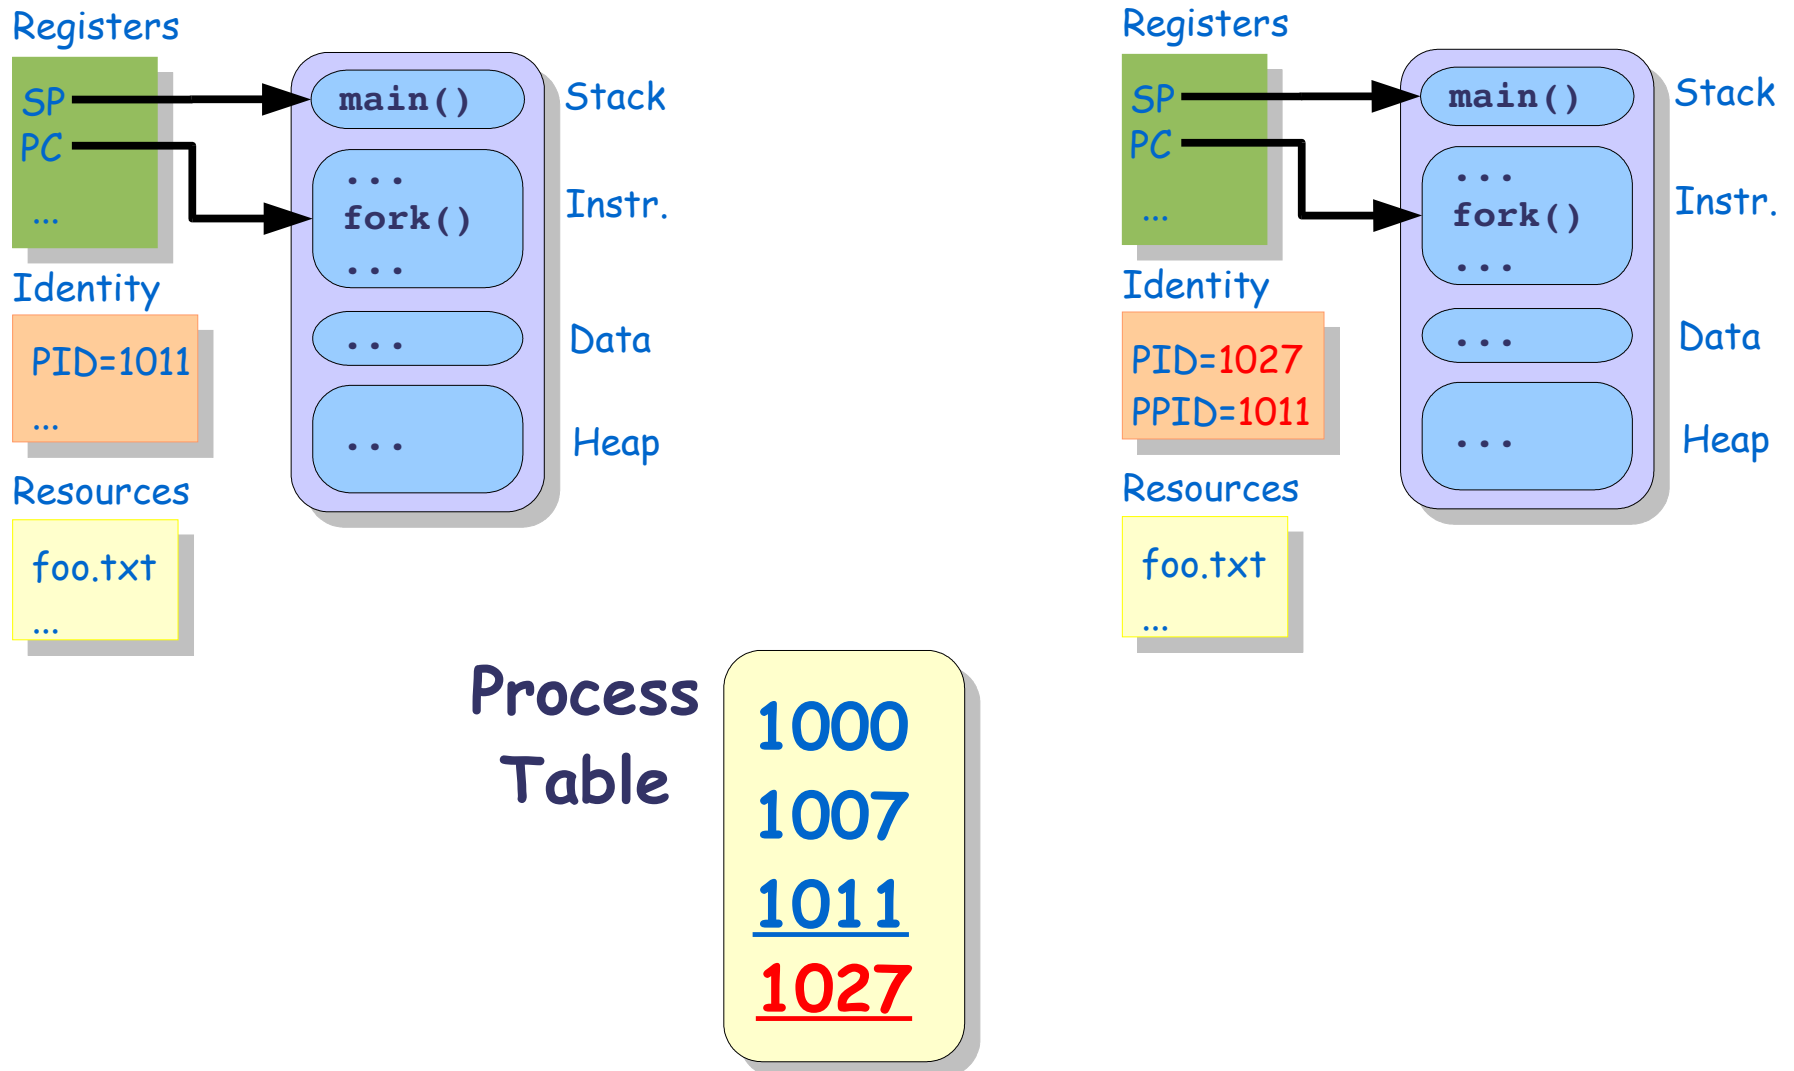 Registers
SP
PC
...
main()
Stack
...
fork()
...
Instr.
...
Data
...
Heap
Identity
PID=1011
...
Resources
foo.txt
...
Registers
SP
PC
...
main()
Stack
...
fork()
...
Instr.
...
Data
...
Heap
Identity
PID=1027
PPID=1011
Resources
foo.txt
...
Process
Table
1000
1007
1011
1027